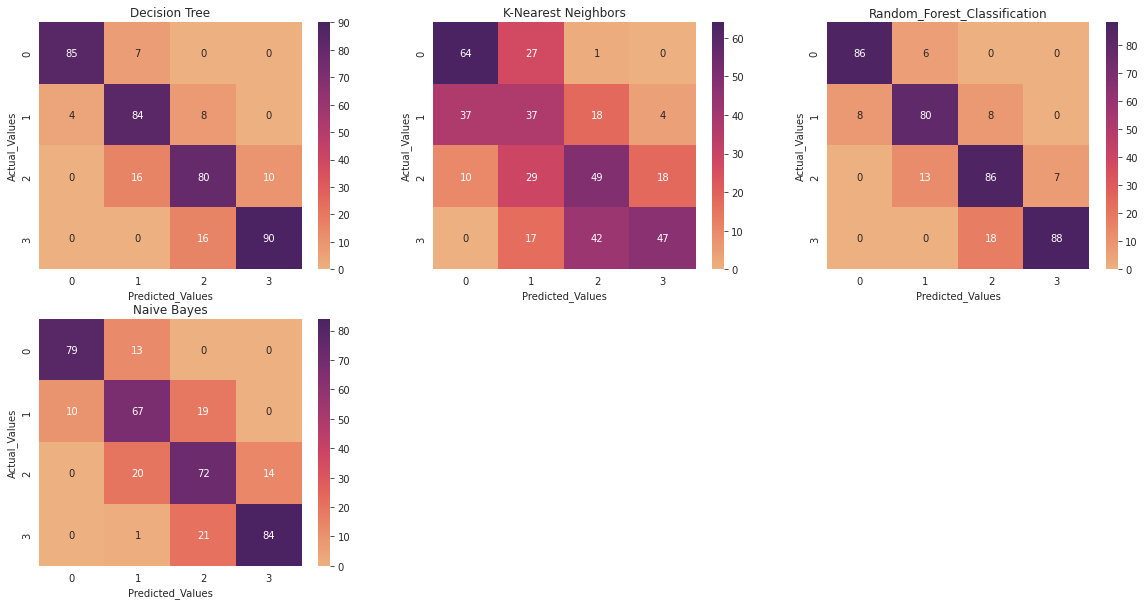 Decision Tree
85 7 0 0
4 84 8 0
0 16 80 10
0 0 16 90
0 1 2 3
0 1 2 3
Actual_Values
Predicted_Values
90
80
70
60
50
40
30
20
10
0
K-Nearest Neighbors
64 27 1 0
37 37 18 4
10 29 49 18
0 17 42 47
0 1 2 3
0 1 2 3
Actual_Values
Predicted_Values
60
50
40
30
20
10
0
Random_Forest_Classification
86 6 0 0
8 80 8 0
0 13 86 7
0 0 18 88
0 1 2 3
0 1 2 3
Actual_Values
Predicted_Values
80
70
60
50
40
30
20
10
0
Naive Bayes
79 13 0 0
10 67 19 0
0 20 72 14
0 1 21 84
0 1 2 3
0 1 2 3
Actual_Values
Predicted_Values
80
70
60
50
40
30
20
10
0